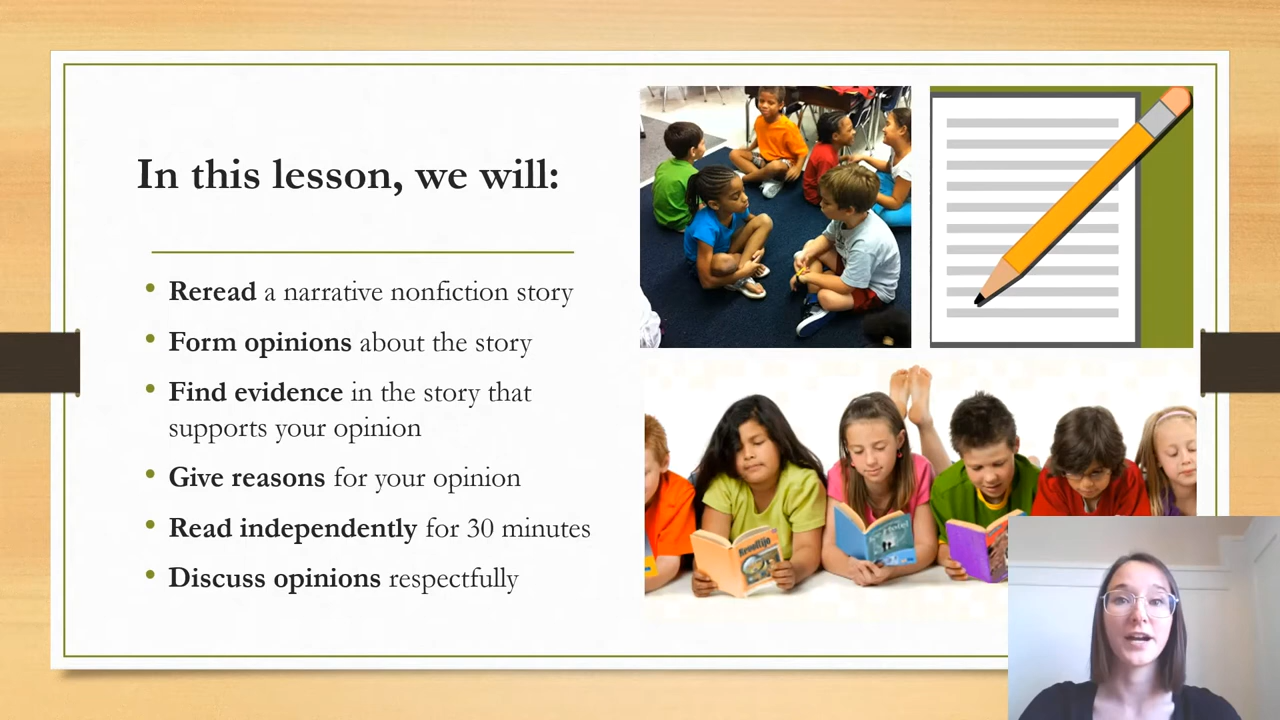 In this lesson, we will:
• Reread a narrative nonfiction story
• Form opinions about the story
• Find evidence in the story that
supports your opinion
• Give reasons for your opinion
• Read independently for 30 minutes
• Discuss opinions respectfully